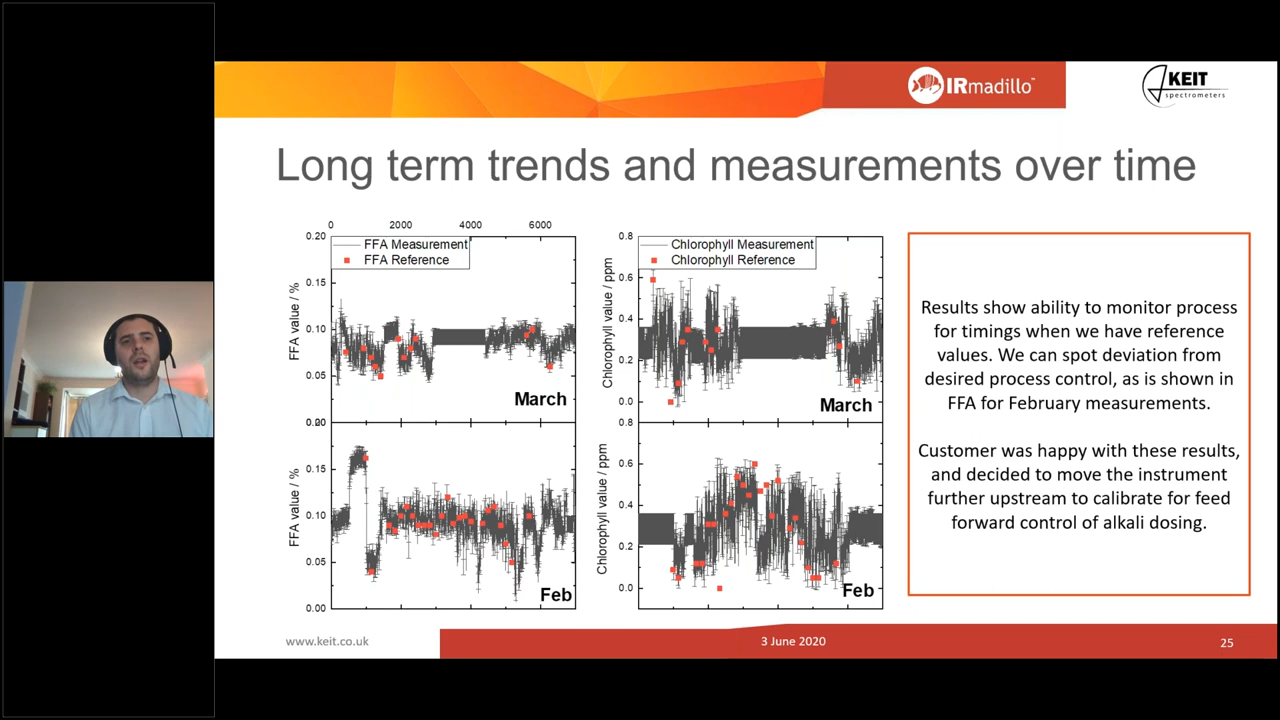 IRmadillo™
KEIT
spectrometers
Long term trends and measurements over time
0 2000 4000 6000
0.20
0.15
0.10
0.05
0.00
FFA value / %
FFA Measurement
FFA Reference
March
0.8
0.6
0.4
0.2
0.0
Chlorophyll value / ppm
Chlorophyll Measurement
Chlorophyll Reference
March
0.20
0.15
0.10
0.05
0.00
FFA value / %
Feb
0.8
0.6
0.4
0.2
0.0
Chlorophyll value / ppm
Feb
Results show ability to monitor process
for timings when we have reference
values. We can spot deviation from
desired process control, as is shown in
FFA for February measurements.
Customer was happy with these results,
and decided to move the instrument
further upstream to calibrate for feed
forward control of alkali dosing.
www.keit.co.uk
3 June 2020
25